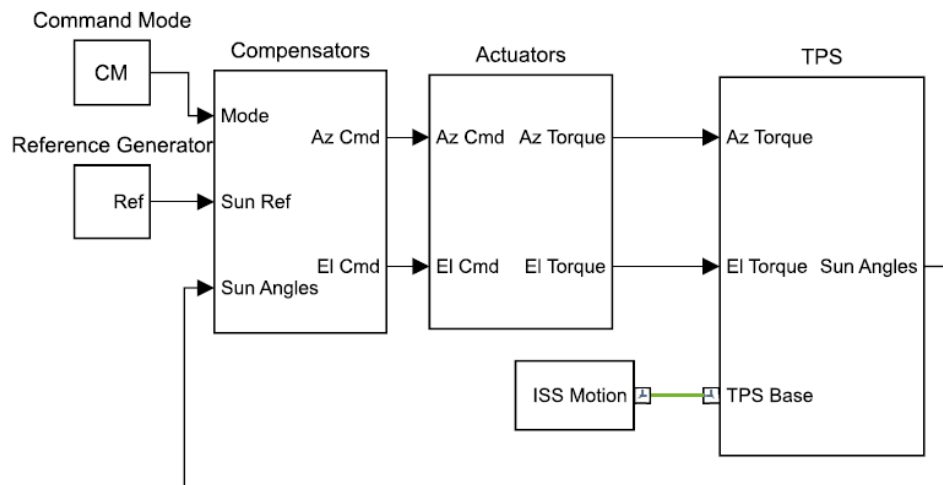 Command Mode
CM
Reference Generator
Ref
Compensators
Mode
Az Cmd
Sun Ref
El Cmd
Sun Angles
Actuators
Az Cmd
Az Torque
El Cmd
El Torque
TPS
Az Torque
El Torque
Sun Angles
TPS Base
ISS Motion